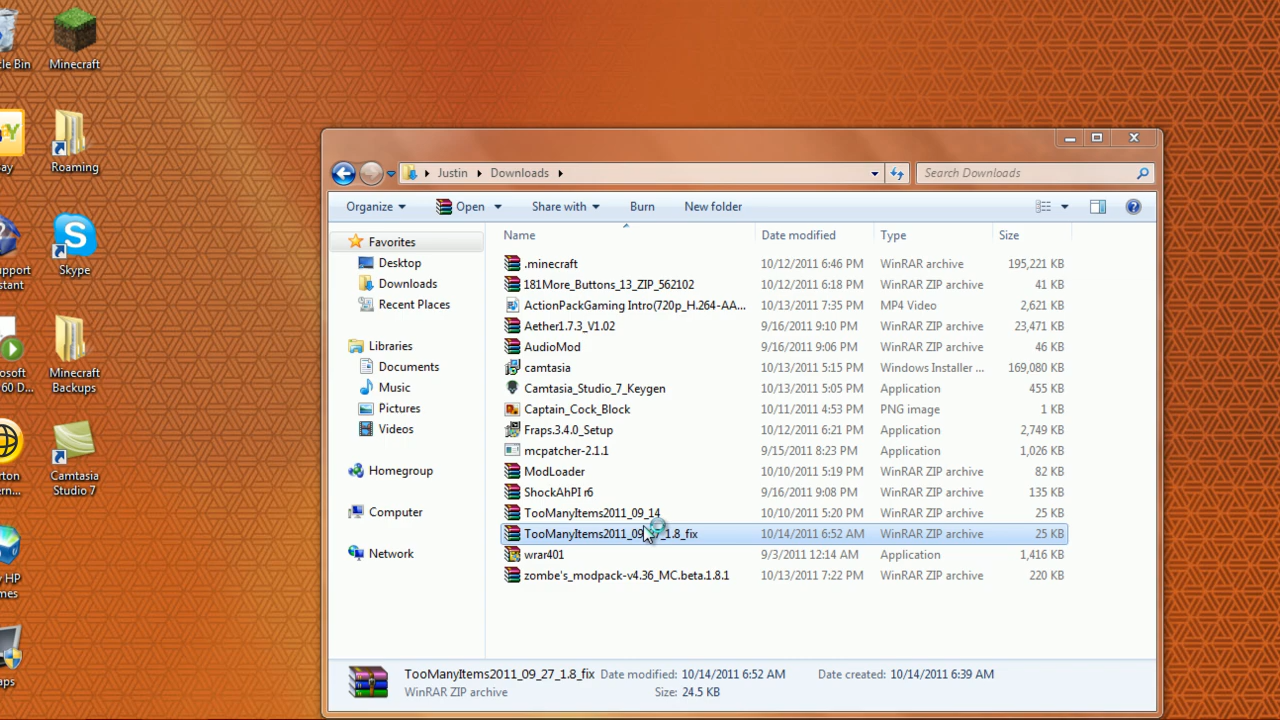 cle Bin
Minecraft
ay
Roaming
upport
stant
Skype
osoft
60 D...
Minecraft
Backups
rton
ern...
Camtasia
Studio 7
y HP
mes
aps
Justin Downloads
Search Downloads
Organize Open Share with Burn New folder
Favorites
Desktop
Downloads
Recent Places
Libraries
Documents
Music
Pictures
Videos
Homegroup
Computer
Network
Name Date modified Type Size
.minecraft 10/12/2011 6:46 PM WinRAR archive 195,221 KB
181More_Buttons_13_ZIP_562102 10/12/2011 6:18 PM WinRAR ZIP archive 41 KB
ActionPackGaming Intro(720p_H.264-AA... 10/13/2011 7:35 PM MP4 Video 2,621 KB
Aether1.7.3_V1.02 9/16/2011 9:10 PM WinRAR ZIP archive 23,471 KB
AudioMod 9/16/2011 9:06 PM WinRAR ZIP archive 46 KB
camtasia 10/13/2011 5:15 PM Windows Installer ... 169,080 KB
Camtasia_Studio_7_Keygen 10/13/2011 5:05 PM Application 455 KB
Captain_Cock_Block 10/11/2011 4:53 PM PNG image 1 KB
Fraps.3.4.0_Setup 10/12/2011 6:21 PM Application 2,749 KB
mcpatcher-2.1.1 9/15/2011 8:23 PM Application 1,026 KB
ModLoader 10/10/2011 5:19 PM WinRAR ZIP archive 82 KB
ShockAhPI r6 9/16/2011 9:08 PM WinRAR ZIP archive 135 KB
TooManyItems2011_09_14 10/10/2011 5:20 PM WinRAR ZIP archive 25 KB
TooManyItems2011_09_27_1.8_fix 10/14/2011 6:52 AM WinRAR ZIP archive 25 KB
wrar401 9/3/2011 12:14 AM Application 1,416 KB
zombe's_modpack-v4.36_MC.beta.1.8.1 10/13/2011 7:22 PM WinRAR ZIP archive 220 KB
TooManyItems2011_09_27_1.8_fix Date modified: 10/14/2011 6:52 AM Date created: 10/14/2011 6:39 AM
WinRAR ZIP archive Size: 24.5 KB